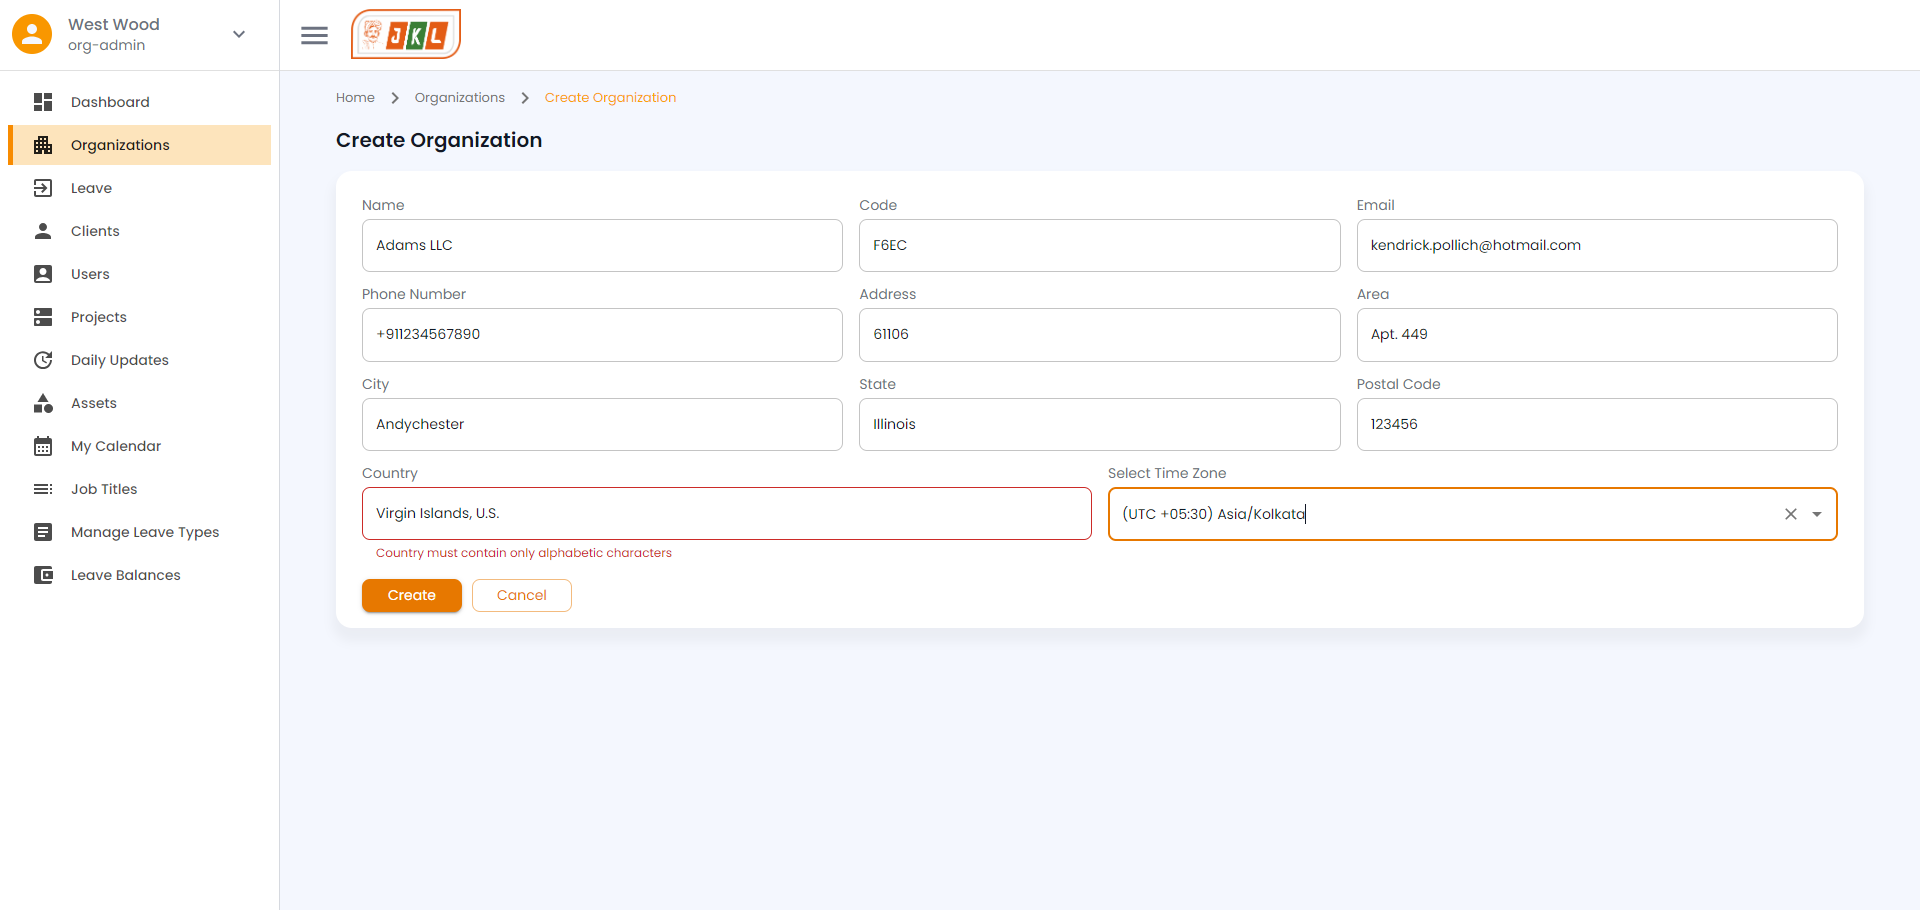 West Wood
org-admin
JKL
Dashboard
Organizations
Leave
Clients
Users
Projects
Daily Updates
Assets
My Calendar
Job Titles
Manage Leave Types
Leave Balances
Home > Organizations > Create Organization
Create Organization
Name Code Email
Adams LLC F6EC kendrick.pollich@hotmail.com
Phone Number Address Area
+911234567890 61106 Apt. 449
City State Postal Code
Andychester Illinois 123456
Country Select Time Zone
Virgin Islands, U.S. (UTC +05:30) Asia/Kolkata
Country must contain only alphabetic characters
Create Cancel